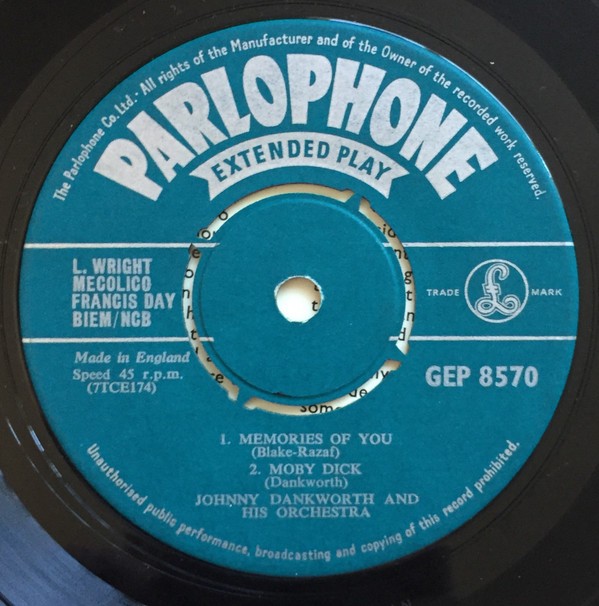 The Parlophone Co. Ltd - All rights of the Manufacturer and of the Owner of the recorded work reserved.
PARLOPHONE
EXTENDED PLAY
L. WRIGHT
MECOLICO
FRANCIS DAY
BIEM/NCB
TRADE
£
MARK
Made in England
Speed 45 r.p.m.
(7TCE174)
GEP 8570
1. MEMORIES OF YOU
(Blake-Razaf)
2. MOBY DICK
(Dankworth)
JOHNNY DANKWORTH AND
HIS ORCHESTRA
Unauthorised public performance, broadcasting and copying of this record prohibited.